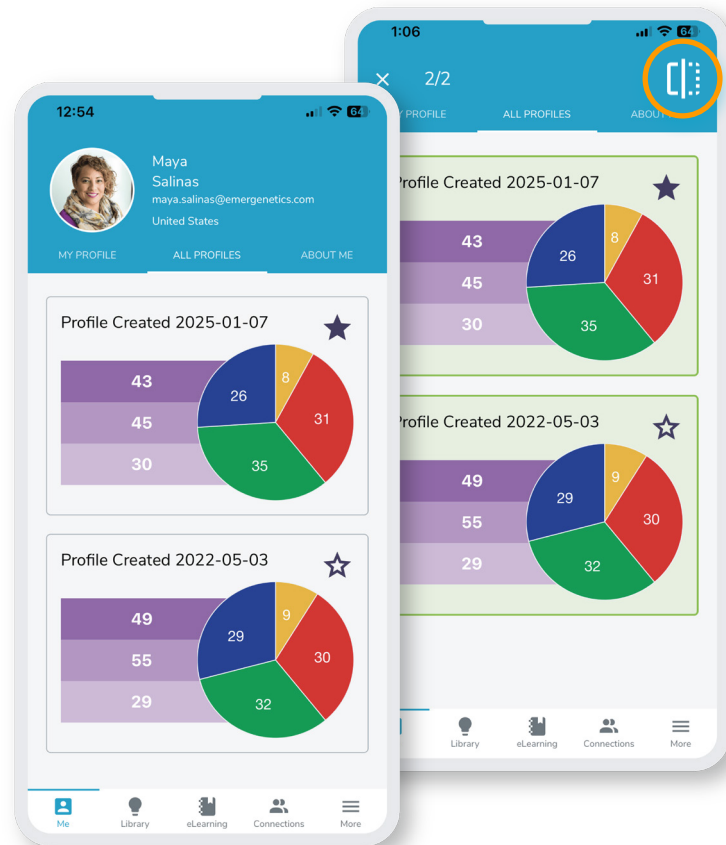 12:54
64
Maya
Salinas
maya.salinas@emergenetics.com
United States
MY PROFILE ALL PROFILES ABOUT ME
Profile Created 2025-01-07
43
45
30
26
8
31
35
Profile Created 2022-05-03
49
55
29
29
9
30
32
Me Library eLearning Connections More
1:06
64
2/2
PROFILE ALL PROFILES ABOUT
Profile Created 2025-01-07
43
45
30
26
8
31
35
Profile Created 2022-05-03
49
55
29
29
9
30
32
Library eLearning Connections More